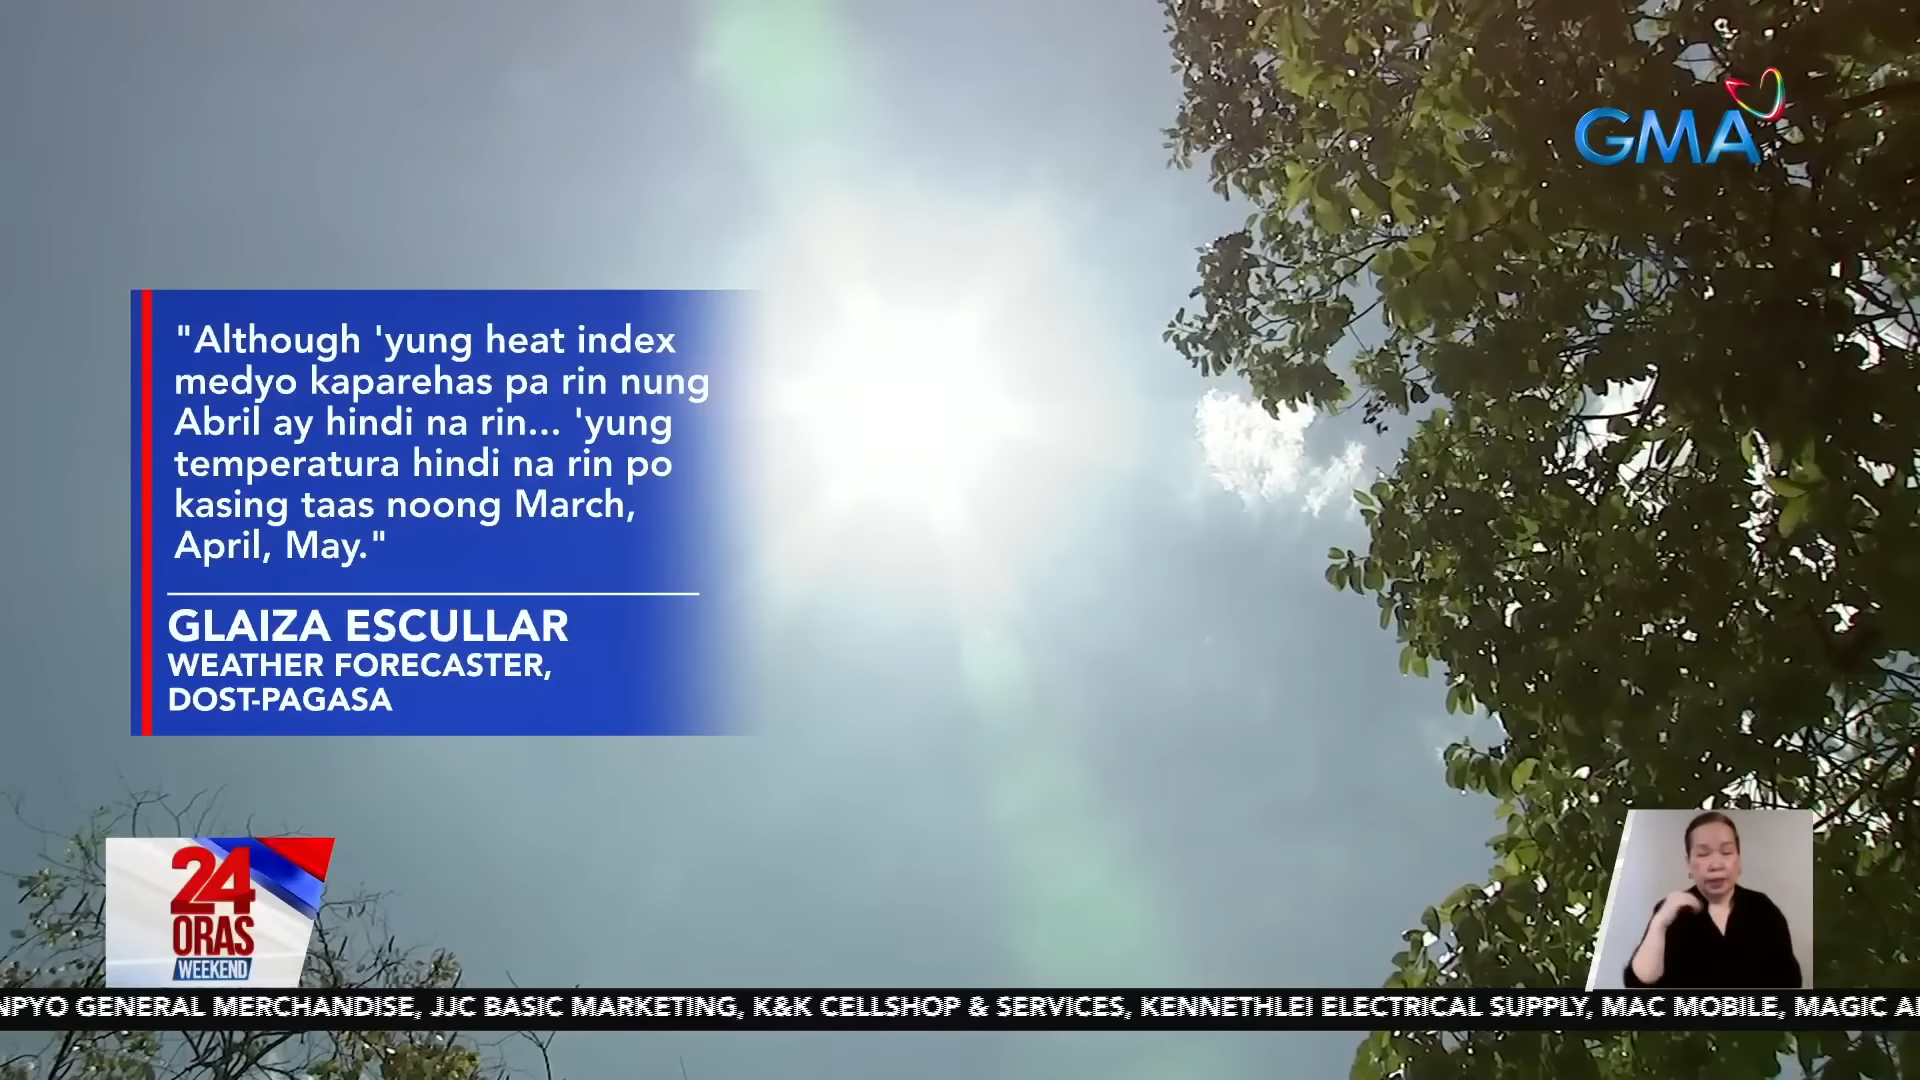 GMA
"Although 'yung heat index
medyo kaparehas pa rin nung
Abril ay hindi na rin... 'yung
temperatura hindi na rin po
kasing taas noong March,
April, May."
GLAIZA ESCULLAR
WEATHER FORECASTER,
DOST-PAGASA
24
ORAS
WEEKEND
NPYO GENERAL MERCHANDISE, JJC BASIC MARKETING, K&K CELLSHOP & SERVICES, KENNETHLEI ELECTRICAL SUPPLY, MAC MOBILE, MAGIC